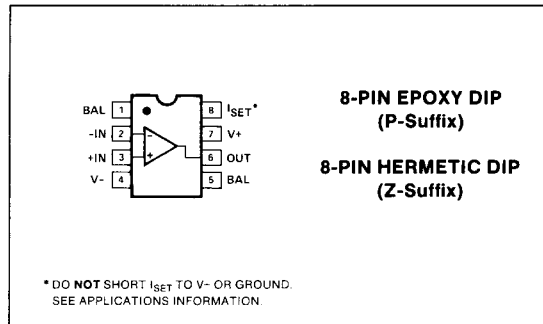 BAL 1
-IN 2
+IN 3
V- 4
8 ISET*
7 V+
6 OUT
5 BAL
8-PIN EPOXY DIP
(P-Suffix)
8-PIN HERMETIC DIP
(Z-Suffix)
* DO NOT SHORT ISET TO V- OR GROUND.
SEE APPLICATIONS INFORMATION.